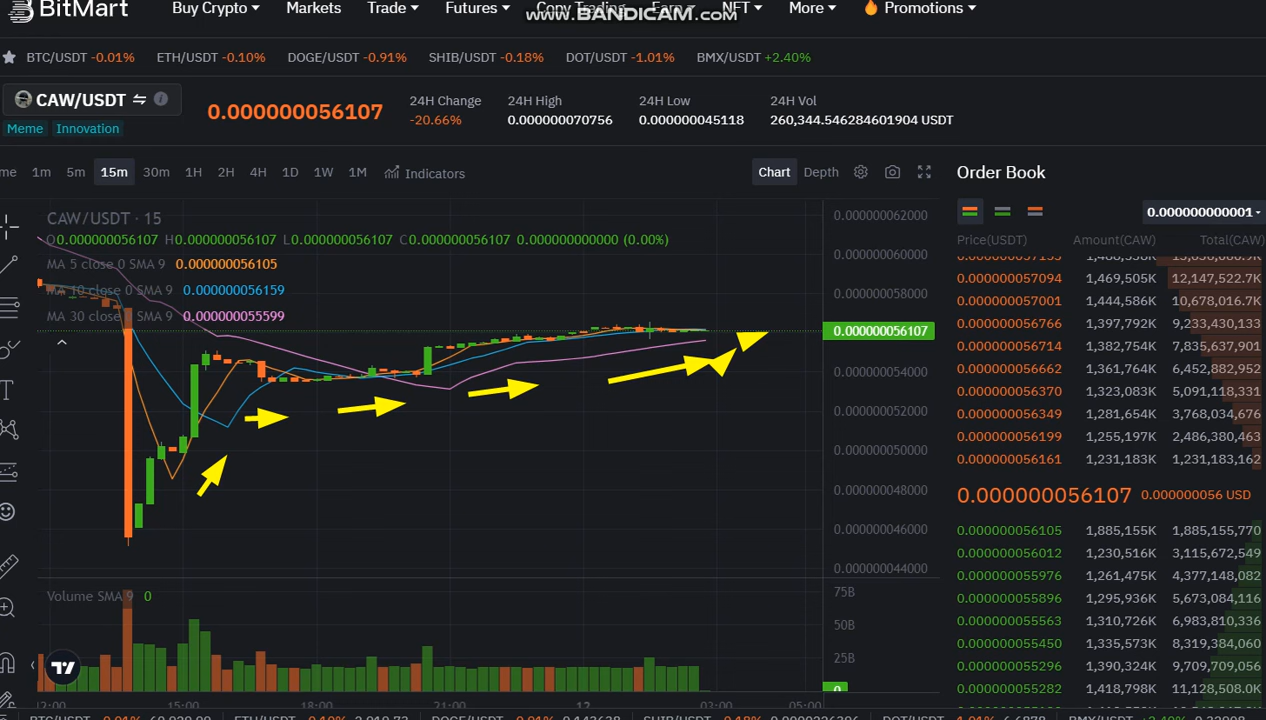 BitMart Buy Crypto Markets Trade Futures Copy Trading Earn NFT More Promotions
www.BANDICAM.com
BTC/USDT -0.01% ETH/USDT -0.10% DOGE/USDT -0.91% SHIB/USDT -0.18% DOT/USDT -1.01% BMX/USDT +2.40%
CAW/USDT
0.000000056107
24H Change 24H High 24H Low 24H Vol
-20.66% 0.000000070756 0.000000045118 260,344.546284601904 USDT
Meme Innovation
me 1m 5m 15m 30m 1H 2H 4H 1D 1W 1M Indicators Chart Depth
Order Book
0.000000000001
CAW/USDT · 15
O0.000000056107 H0.000000056107 L0.000000056107 C0.000000056107 0.000000000000 (0.00%)
MA 5 close 0 SMA 9 0.000000056105
MA 10 close 0 SMA 9 0.000000056159
MA 30 close 0 SMA 9 0.000000055599
0.000000062000
0.000000060000
0.000000058000
0.000000056107
0.000000054000
0.000000052000
0.000000050000
0.000000048000
0.000000046000
0.000000044000
Volume SMA 9 0
75B
50B
25B
0
15:00 18:00 21:00 12 03:00 05:00
Price(USDT) Amount(CAW) Total(CAW)
0.000000057094 1,469,505K 12,147,522.7K
0.000000057001 1,444,586K 10,678,016.7K
0.000000056766 1,397,792K 9,233,430,133
0.000000056714 1,382,754K 7,835,637,901
0.000000056662 1,361,764K 6,452,882,952
0.000000056370 1,323,083K 5,091,118,331
0.000000056349 1,281,654K 3,768,034,676
0.000000056199 1,255,197K 2,486,380,463
0.000000056161 1,231,183K 1,231,183,162
0.000000056107 0.000000056 USD
0.000000056105 1,885,155K 1,885,155,770
0.000000056012 1,230,516K 3,115,672,549
0.000000055976 1,261,475K 4,377,148,082
0.000000055896 1,295,936K 5,673,084,116
0.000000055563 1,310,726K 6,983,810,336
0.000000055450 1,335,573K 8,319,384,060
0.000000055296 1,390,324K 9,709,709,056
0.000000055282 1,418,798K 11,128,508.0K